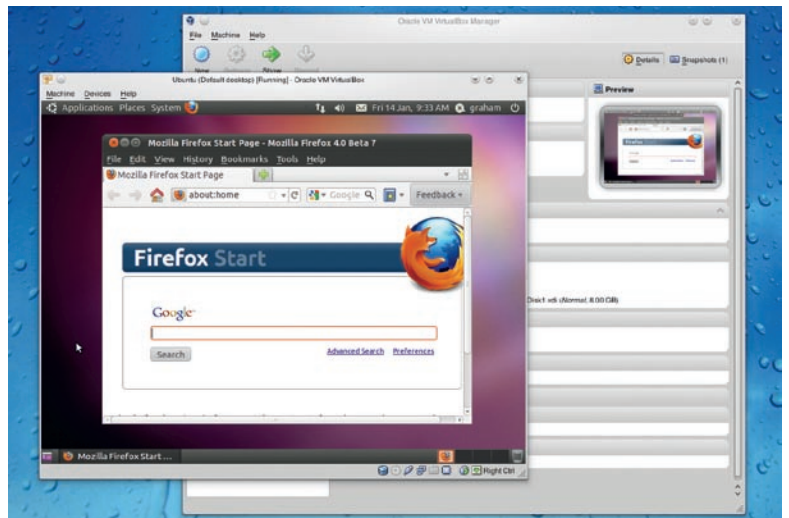 Oracle VM VirtualBox Manager
File Machine Help
New Show
Details Snapshots (1)
Preview
Ubuntu (Default desktop) [Running] - Oracle VM VirtualBox
Machine Devices Help
Applications Places System Fri 14 Jan, 9:33 AM graham
Mozilla Firefox Start Page - Mozilla Firefox 4.0 Beta 7
File Edit View History Bookmarks Tools Help
Mozilla Firefox Start Page
about:home Google Feedback
Firefox Start
Google
Search Advanced Search Preferences
(Normal, 8.00 GB)
Mozilla Firefox Start ...
Right Ctrl